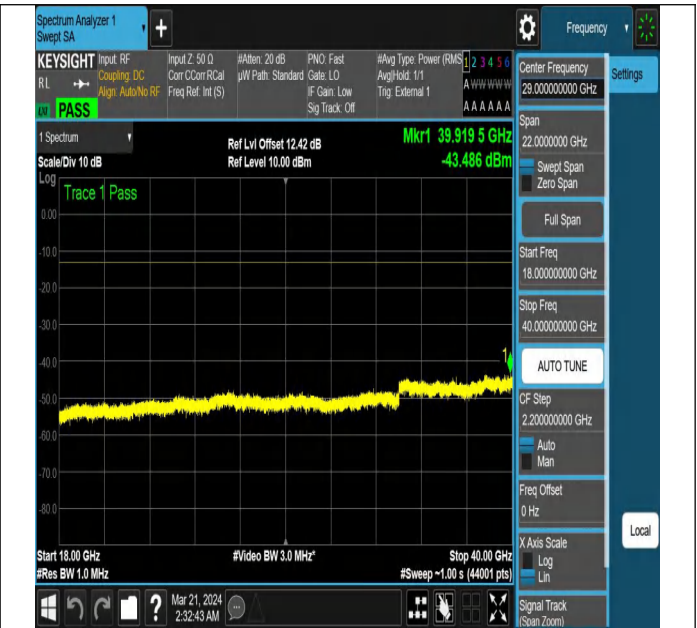 Spectrum Analyzer 1
Swept SA
+
Frequency
KEYSIGHT
RL
PASS
Input: RF
Coupling: DC
Align: Auto/No RF
Input Z: 50 Ω
Corr CCorr RCal
Freq Ref: Int (S)
#Atten: 20 dB
µW Path: Standard
PNO: Fast
Gate: LO
IF Gain: Low
Sig Track: Off
#Avg Type: Power (RMS
Avg|Hold: 1/1
Trig: External 1
1 2 3 4 5 6
A W W W W W
A A A A A A
Center Frequency
29.000000000 GHz
Settings
Span
22.0000000 GHz
Swept Span
Zero Span
Full Span
Start Freq
18.000000000 GHz
Stop Freq
40.000000000 GHz
AUTO TUNE
CF Step
2.200000000 GHz
Auto
Man
Freq Offset
0 Hz
X Axis Scale
Log
Lin
Signal Track
(Span Zoom)
Local
1 Spectrum
Scale/Div 10 dB
Ref Lvl Offset 12.42 dB
Ref Level 10.00 dBm
Mkr1 39.919 5 GHz
-43.486 dBm
Log
Trace 1 Pass
0.00
-10.0
-20.0
-30.0
-40.0
-50.0
-60.0
-70.0
-80.0
1
Start 18.00 GHz
#Video BW 3.0 MHz*
Stop 40.00 GHz
#Res BW 1.0 MHz
#Sweep ~1.00 s (44001 pts)
?
Mar 21, 2024
2:32:43 AM